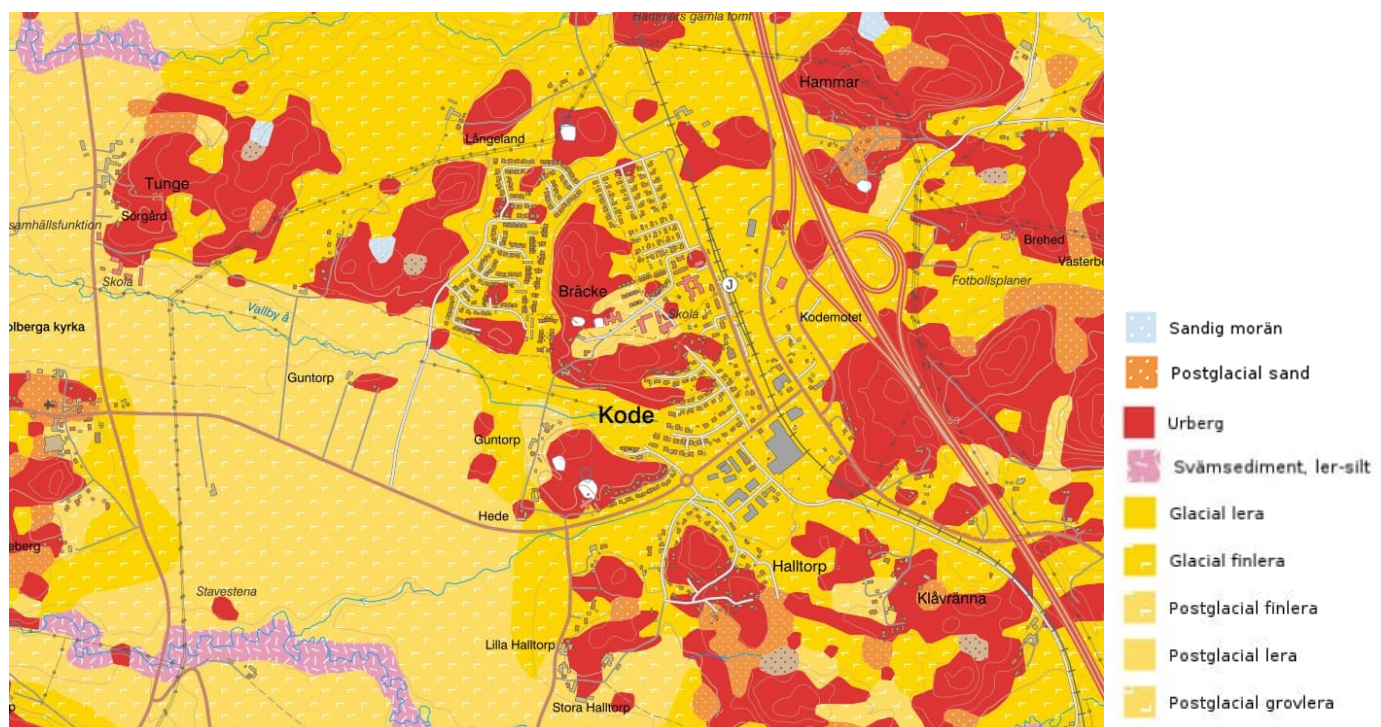 Hammars gamla tomt
Hammar
Långeland
Tunge
Sörgård
samhällsfunktion
Skola
Brehed
Västerbe
Fotbollsplaner
J
Bräcke
Skola
Kodemotet
Vallby å
olberga kyrka
Guntorp
Kode
Guntorp
Hede
eberg
Stavestena
Halltorp
Klåvränna
Lilla Halltorp
Stora Halltorp
p
Sandig morän
Postglacial sand
Urberg
Svämsediment, ler-silt
Glacial lera
Glacial finlera
Postglacial finlera
Postglacial lera
Postglacial grovlera